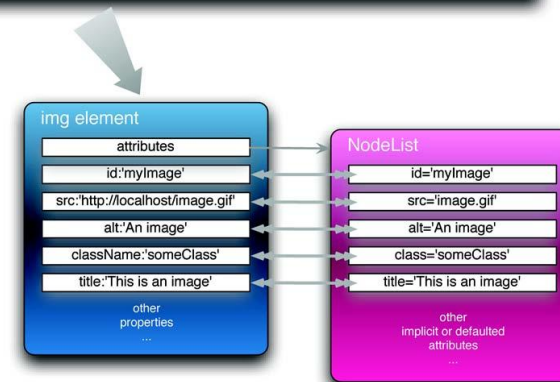 img element
attributes
id:'myImage'
src:'http://localhost/image.gif'
alt:'An image'
className:'someClass'
title:'This is an image'
other
properties
...
NodeList
id='myImage'
src='image.gif'
alt='An image'
class='someClass'
title='This is an image'
other
implicit or defaulted
attributes
...